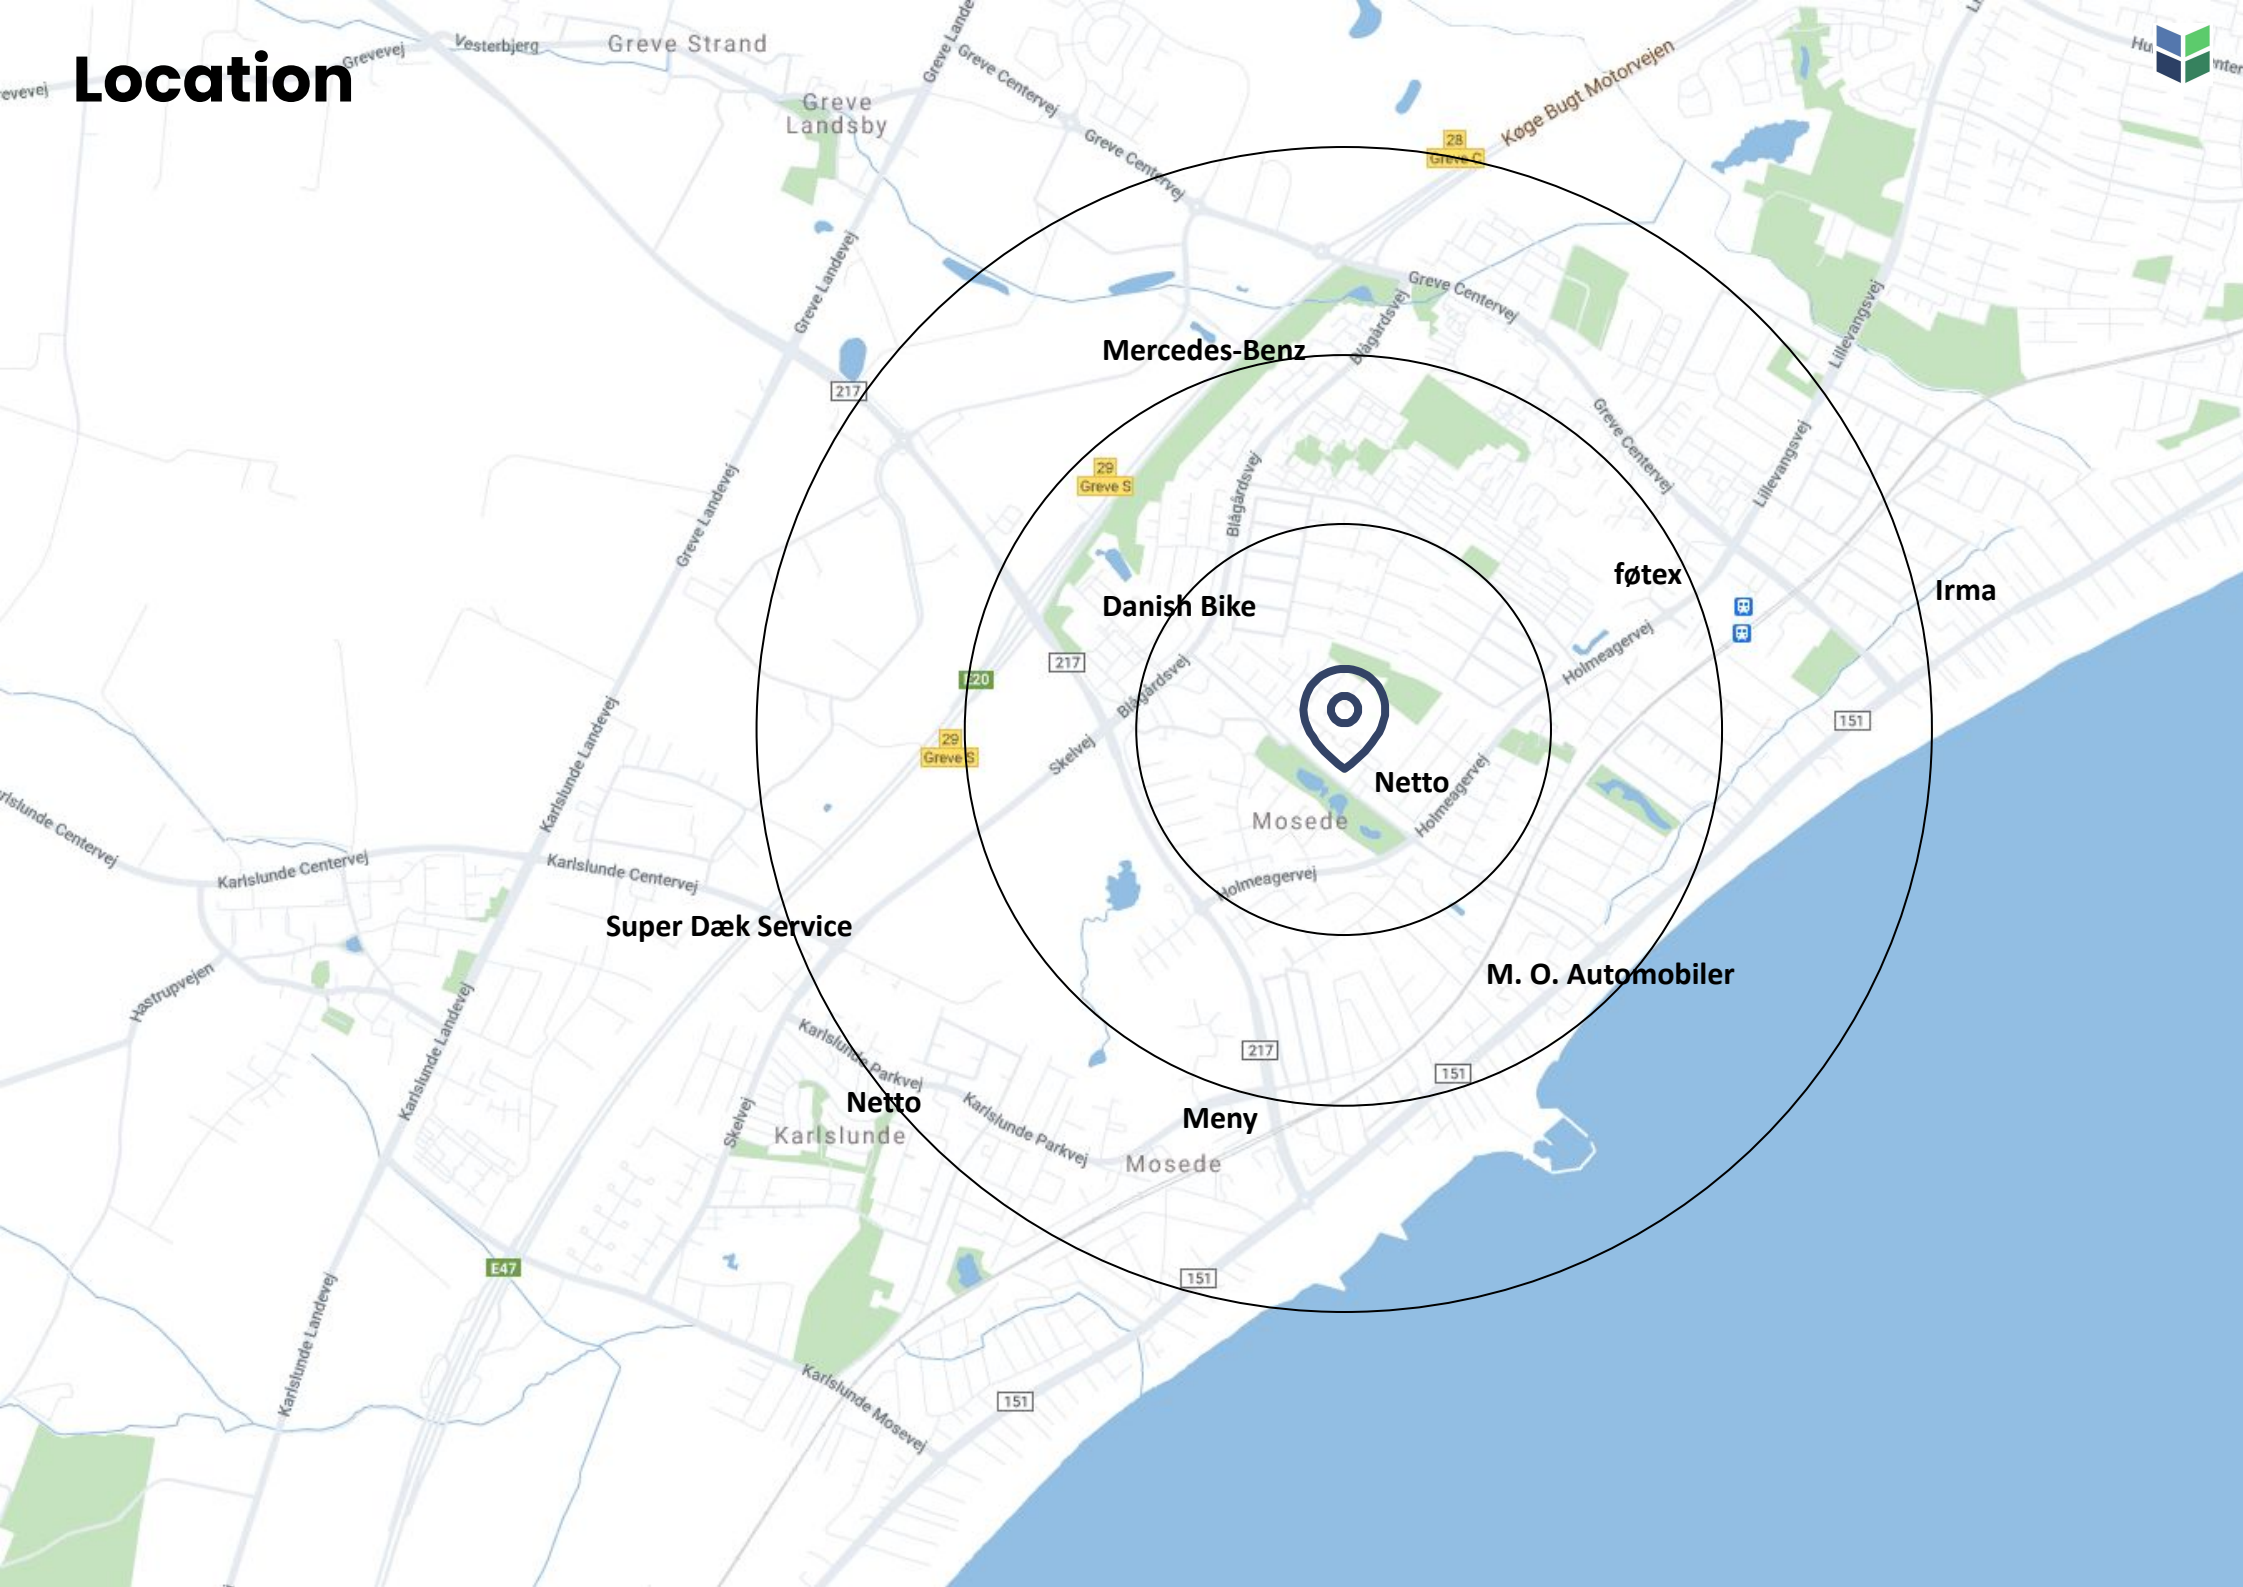 Location
Grevevej
evevej
Vesterbjerg
Greve Strand
Greve Lande
Greve Centervej
Greve
Landsby
Greve Centervej
28
Greve C
Køge Bugt Motorvejen
Greve Landevej
Greve Centervej
Blågårdsvej
Lillevangsvej
Mercedes-Benz
217
Greve Centervej
Lillevangsvej
29
Greve S
Blågårdsvej
Greve Landevej
føtex
Irma
Danish Bike
Holmeagervej
217
E20
Blågårdsvej
151
29
Greve S
Skelvej
Karlslunde Landevej
Netto
Holmeagervej
Mosede
rlslunde Centervej
Karlslunde Centervej
Karlslunde Centervej
Holmeagervej
Super Dæk Service
M. O. Automobiler
Hastrupvejen
Karlslunde Landevej
Karlslunde Parkvej
217
151
Netto
Karlslunde
Skelvej
Karlslunde Parkvej
Meny
Mosede
E47
151
Karlslunde Landevej
Karlslunde Mosevej
151